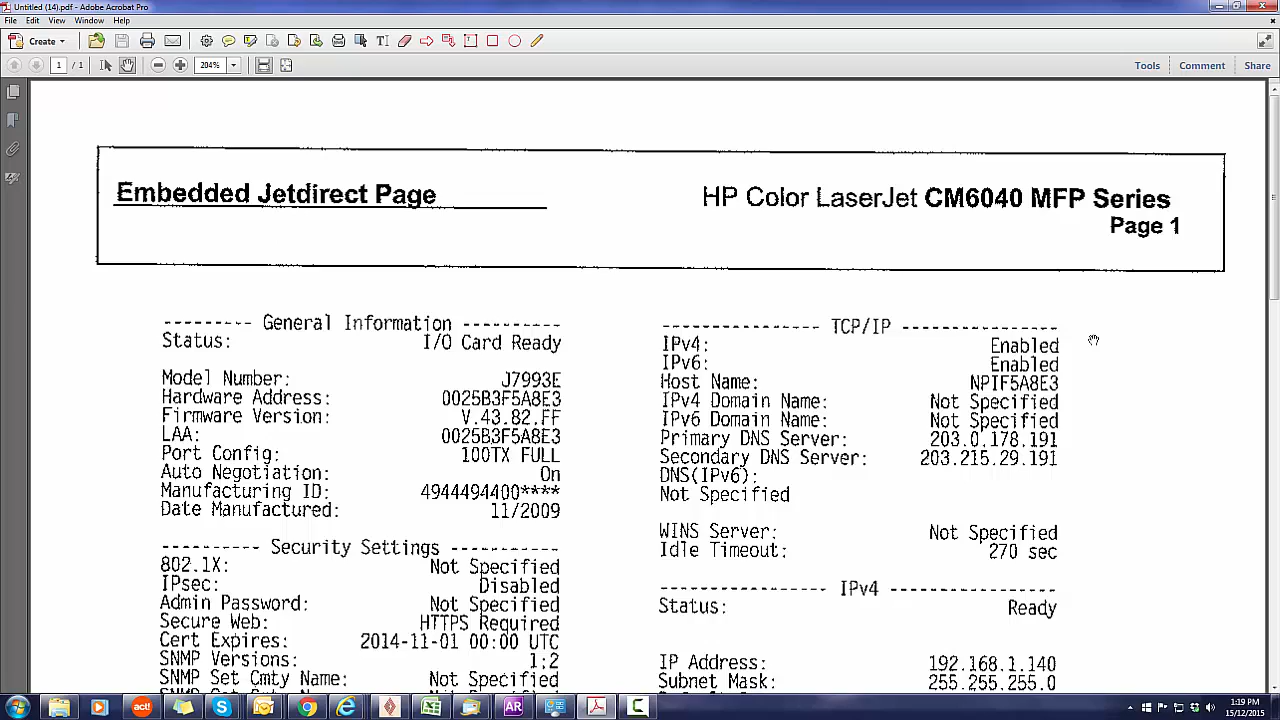 Untitled (14).pdf - Adobe Acrobat Pro
File Edit View Window Help
Create
1 / 1 204% Tools Comment Share
Embedded Jetdirect Page
HP Color LaserJet CM6040 MFP Series
Page 1
--------- General Information ----------
Status: I/O Card Ready
Model Number: J7993E
Hardware Address: 0025B3F5A8E3
Firmware Version: V.43.82.FF
LAA: 0025B3F5A8E3
Port Config: 100TX FULL
Auto Negotiation: On
Manufacturing ID: 4944494400****
Date Manufactured: 11/2009
---------- Security Settings -----------
802.1X: Not Specified
IPsec: Disabled
Admin Password: Not Specified
Secure Web: HTTPS Required
Cert Expires: 2014-11-01 00:00 UTC
SNMP Versions: 1;2
SNMP Set Cmty Name: Not Specified
---------------- TCP/IP ----------------
IPv4: Enabled
IPv6: Enabled
Host Name: NPIF5A8E3
IPv4 Domain Name: Not Specified
IPv6 Domain Name: Not Specified
Primary DNS Server: 203.0.178.191
Secondary DNS Server: 203.215.29.191
DNS(IPv6):
Not Specified
WINS Server: Not Specified
Idle Timeout: 270 sec
----------------- IPv4 -----------------
Status: Ready
IP Address: 192.168.1.140
Subnet Mask: 255.255.255.0
act! AR
1:19 PM
15/12/2015